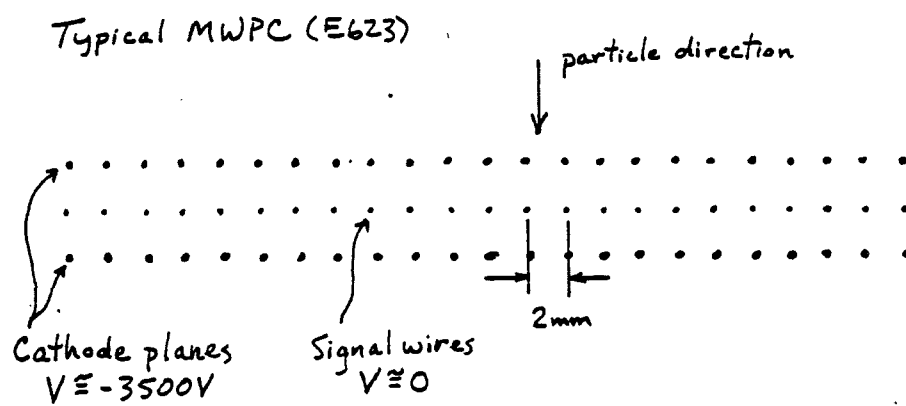 Typical MWPC (E623)
particle direction
2mm
Cathode planes
V ≅ -3500V
Signal wires
V ≅ 0